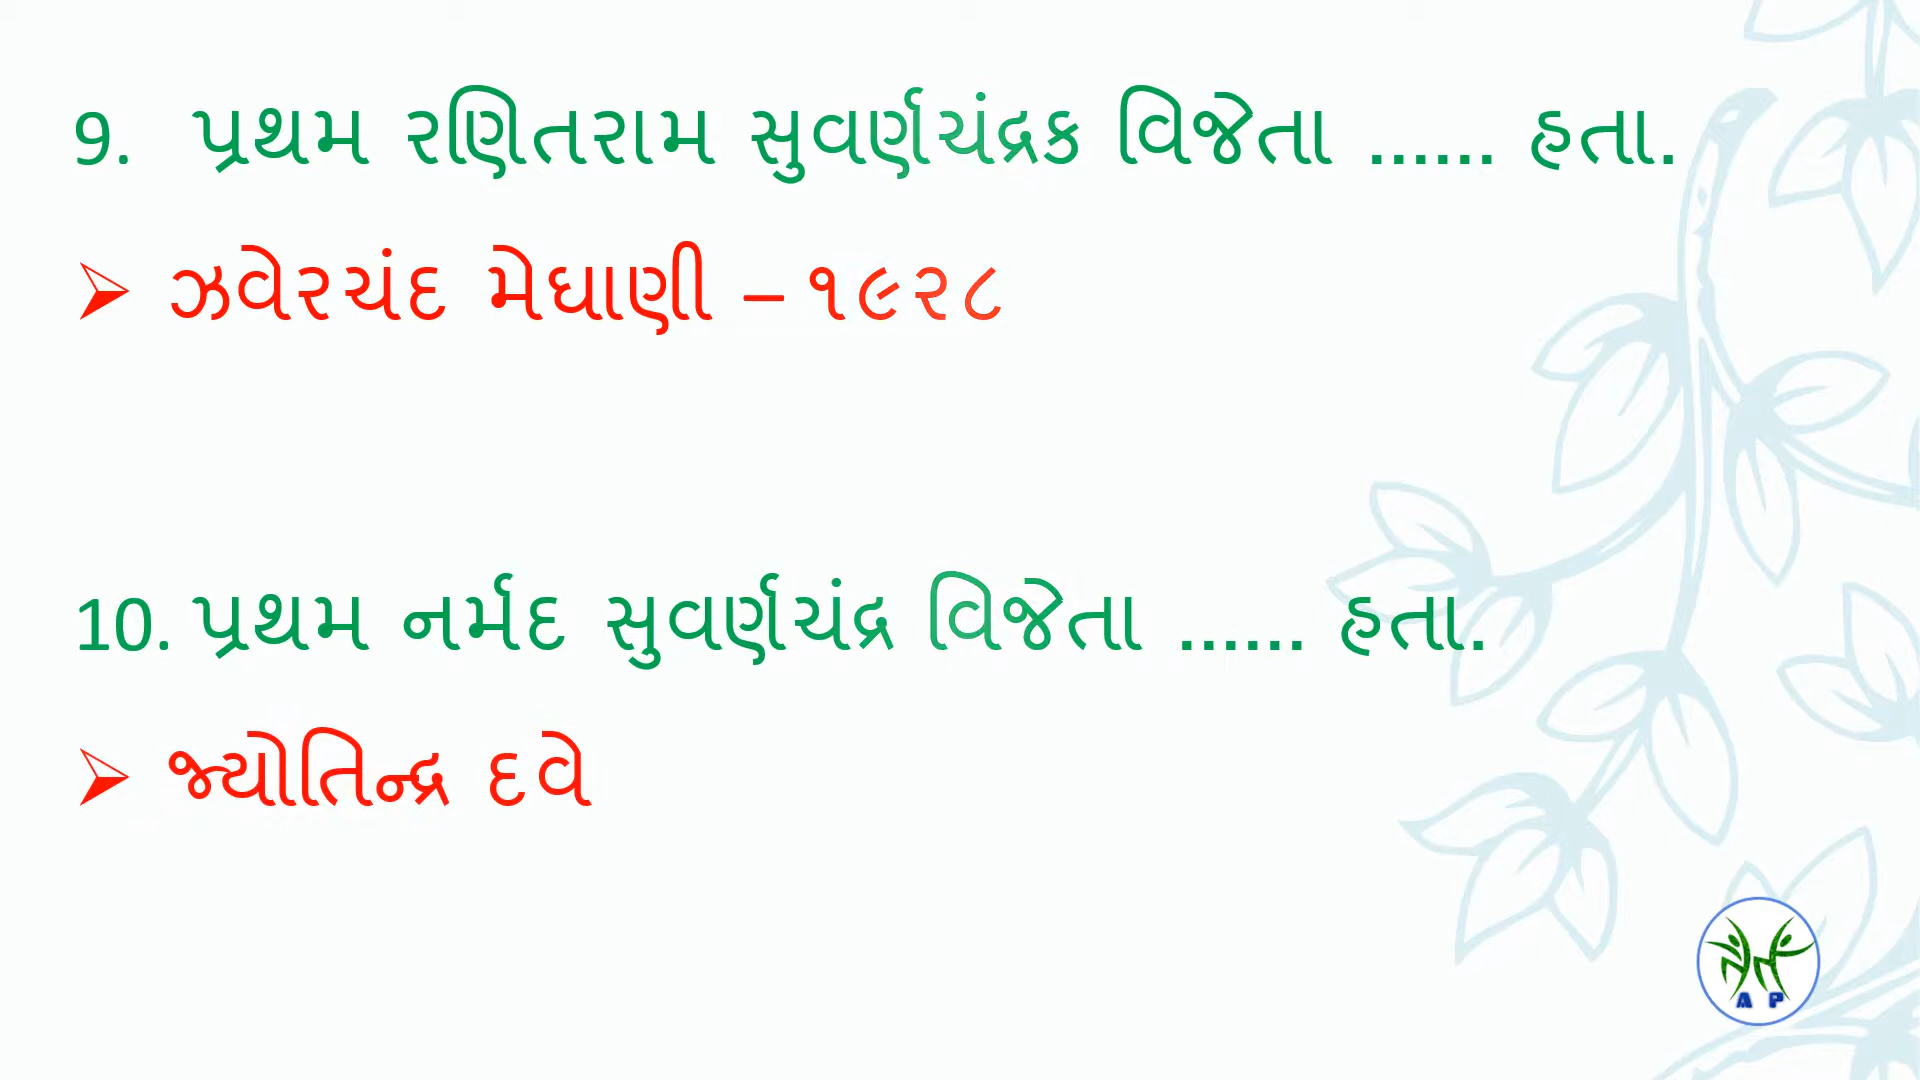 9. પ્રથમ રણિતરામ સુવર્ણચંદ્રક વિજેતા ...... હતા.
➢ ઝવેરચંદ મેઘાણી – ૧૯૨૮
10. પ્રથમ નર્મદ સુવર્ણચંદ્ર વિજેતા ...... હતા.
➢ જ્યોતિન્દ્ર દવે
A P